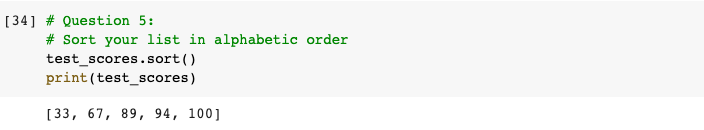 [34] # Question 5:
# Sort your list in alphabetic order
test_scores.sort()
print(test_scores)
[33, 67, 89, 94, 100]